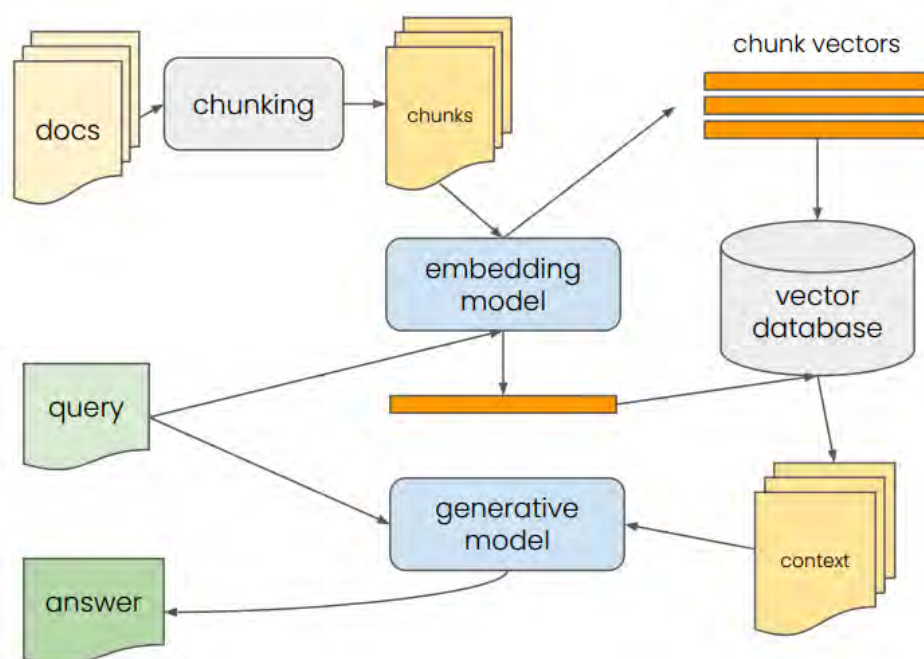 docs
chunking
chunks
chunk vectors
embedding
model
vector
database
query
generative
model
context
answer